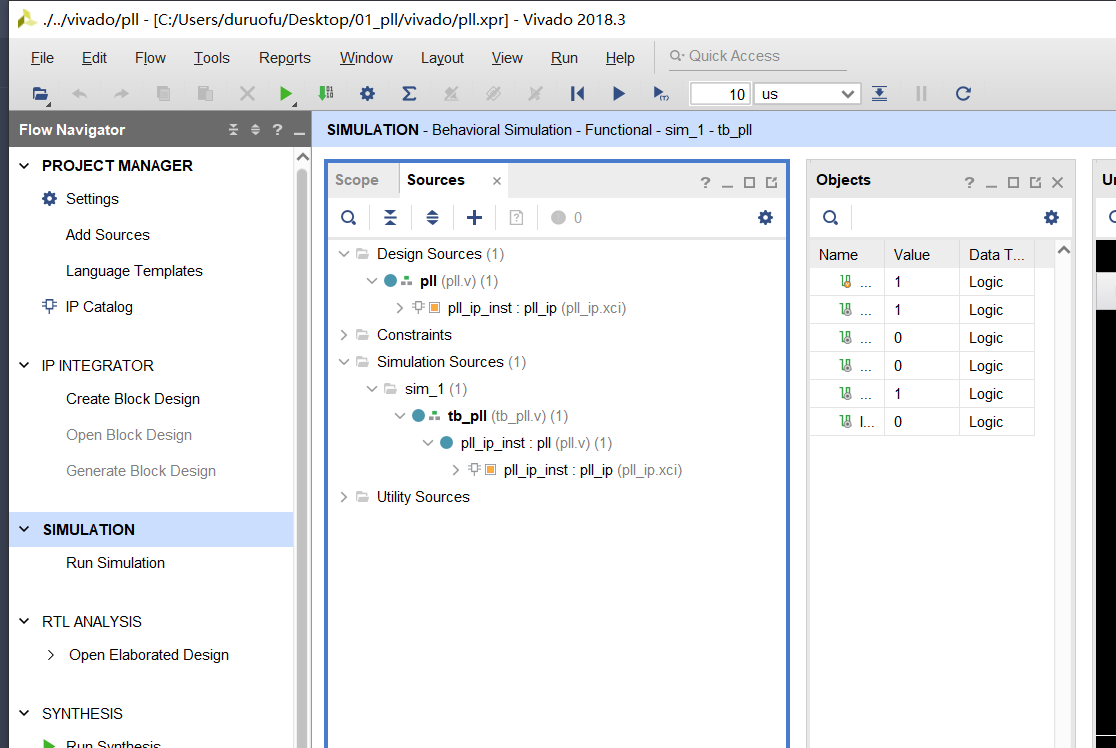 ./../vivado/pll - [C:/Users/duruofu/Desktop/01_pll/vivado/pll.xpr] - Vivado 2018.3
File Edit Flow Tools Reports Window Layout View Run Help Quick Access
10 us
Flow Navigator
SIMULATION - Behavioral Simulation - Functional - sim_1 - tb_pll
PROJECT MANAGER
Settings
Add Sources
Language Templates
IP Catalog
IP INTEGRATOR
Create Block Design
Open Block Design
Generate Block Design
SIMULATION
Run Simulation
RTL ANALYSIS
Open Elaborated Design
SYNTHESIS
Run Synthesis
Scope Sources
0
Design Sources (1)
pll (pll.v) (1)
pll_ip_inst : pll_ip (pll_ip.xci)
Constraints
Simulation Sources (1)
sim_1 (1)
tb_pll (tb_pll.v) (1)
pll_ip_inst : pll (pll.v) (1)
pll_ip_inst : pll_ip (pll_ip.xci)
Utility Sources
Objects
Name Value Data T...
... 1 Logic
... 1 Logic
... 0 Logic
... 0 Logic
... 1 Logic
l... 0 Logic